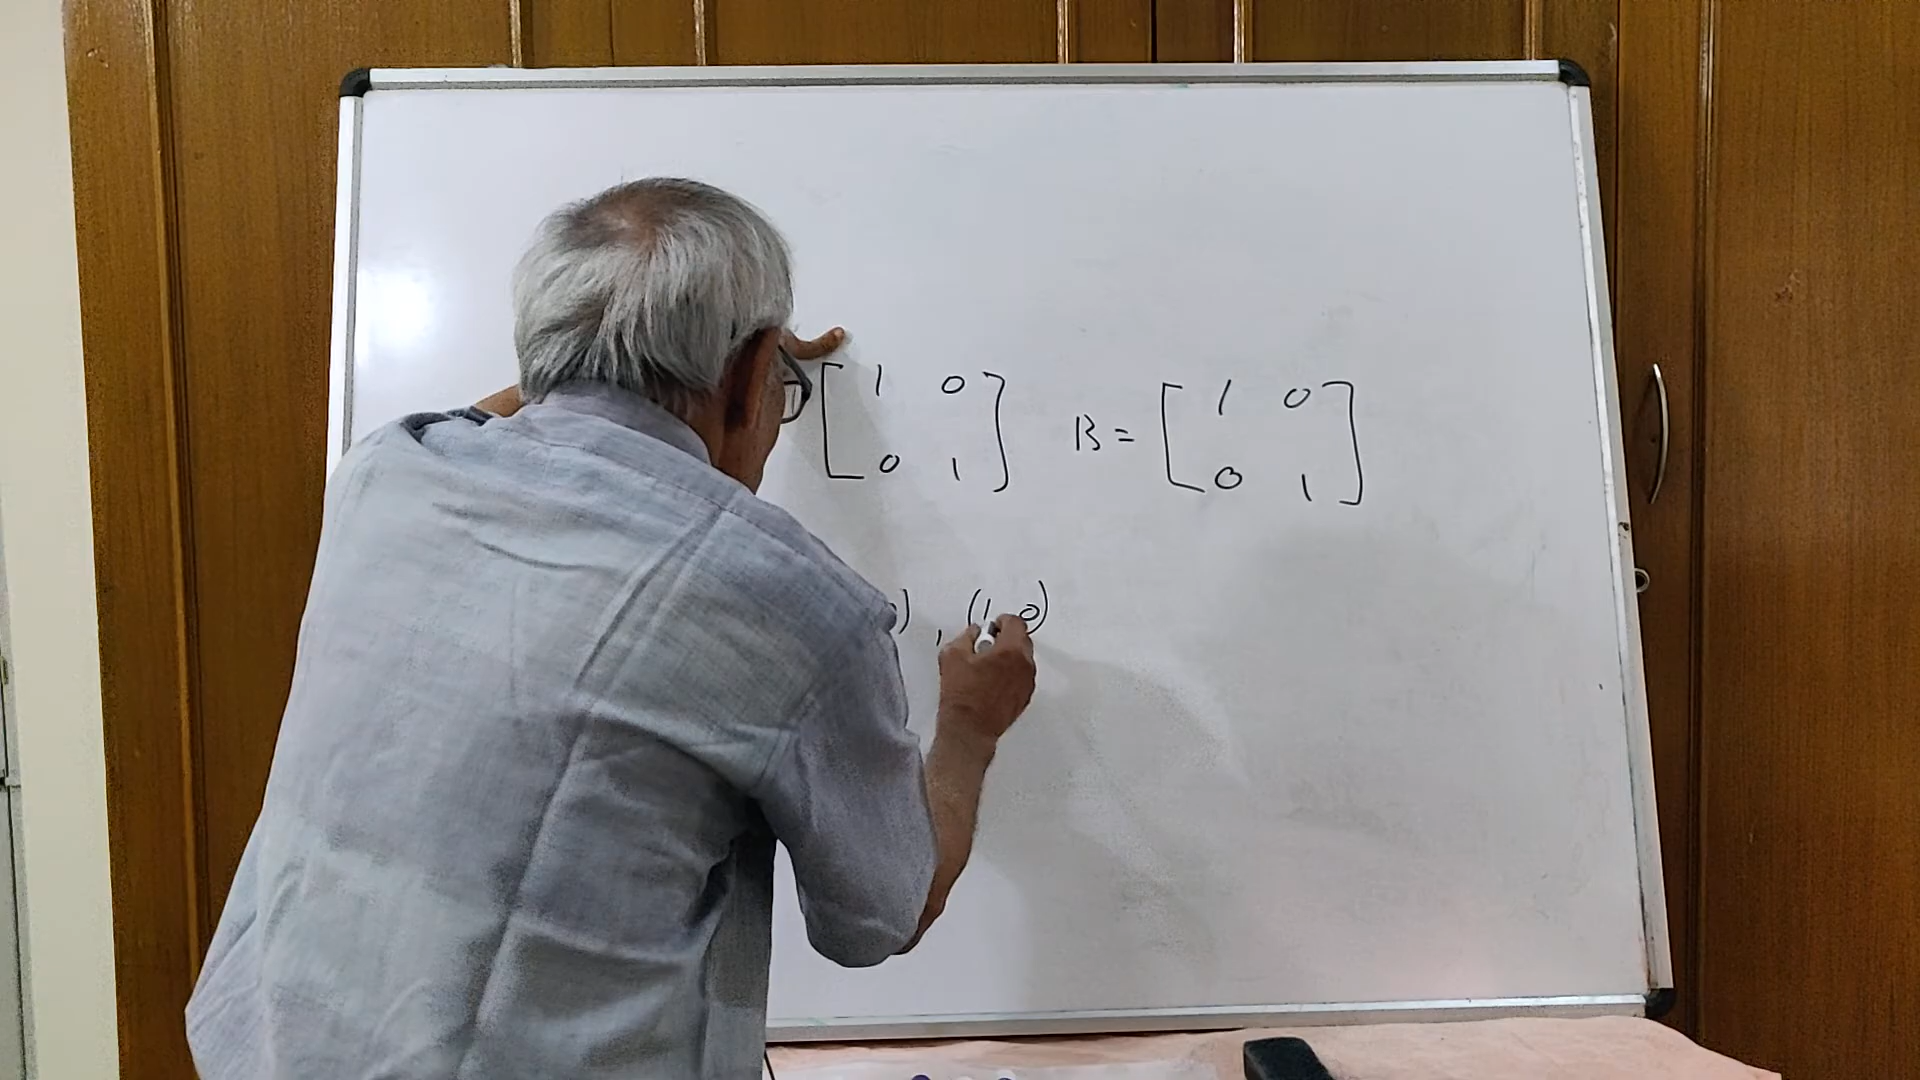 [ 1 0 B = [ 1 0
0 1 ] 0 1 ]
) , (1 0)